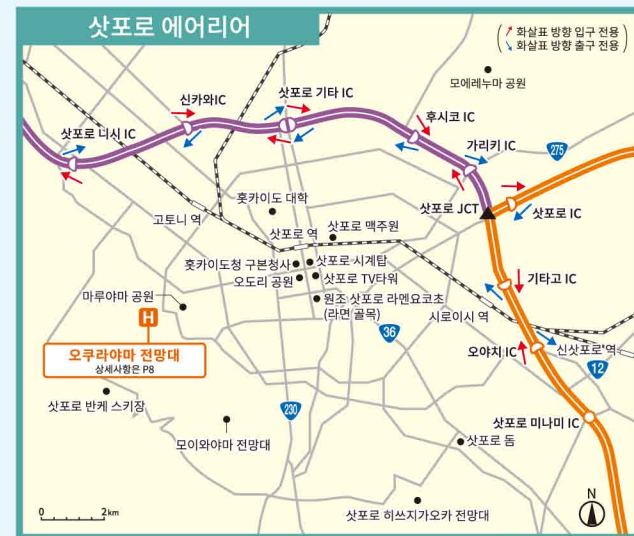 삿포로 에어리어
화살표 방향 입구 전용
화살표 방향 출구 전용
모에레누마 공원
신카와IC
삿포로 기타 IC
삿포로 니시 IC
후시코 IC
가리키 IC
275
홋카이도 대학
고토니 역
삿포로 역
삿포로 맥주원
삿포로 JCT
삿포로 IC
홋카이도청 구본청사
삿포로 시계탑
오도리 공원
삿포로 TV타워
기타고 IC
마루야마 공원
원조 삿포로 라멘요코초
(라면 골목)
시로이시 역
H
36
오쿠라야마 전망대
상세사항은 P8
오야치 IC
신삿포로 역
12
삿포로 반케 스키장
230
삿포로 미나미 IC
모이와야마 전망대
삿포로 돔
삿포로 히쓰지가오카 전망대
N
0
2km